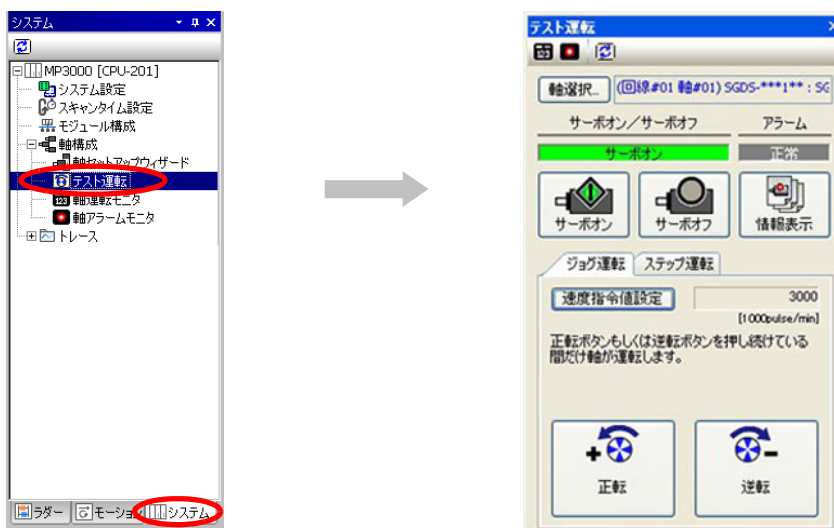 システム
MP3000 [CPU-201]
システム設定
スキャンタイム設定
モジュール構成
軸構成
軸セットアップウィザード
テスト運転
軸運転モニタ
軸アラームモニタ
トレース
ラダー
モーション
システム
テスト運転
軸選択...
(回線#01 軸#01) SGDS-***1** : SG
サーボオン/サーボオフ
アラーム
サーボオン
正常
サーボオン
サーボオフ
情報表示
ジョグ運転
ステップ運転
速度指令値設定
3000
[1000pulse/min]
正転ボタンもしくは逆転ボタンを押し続けている
間だけ軸が運転します。
正転
逆転